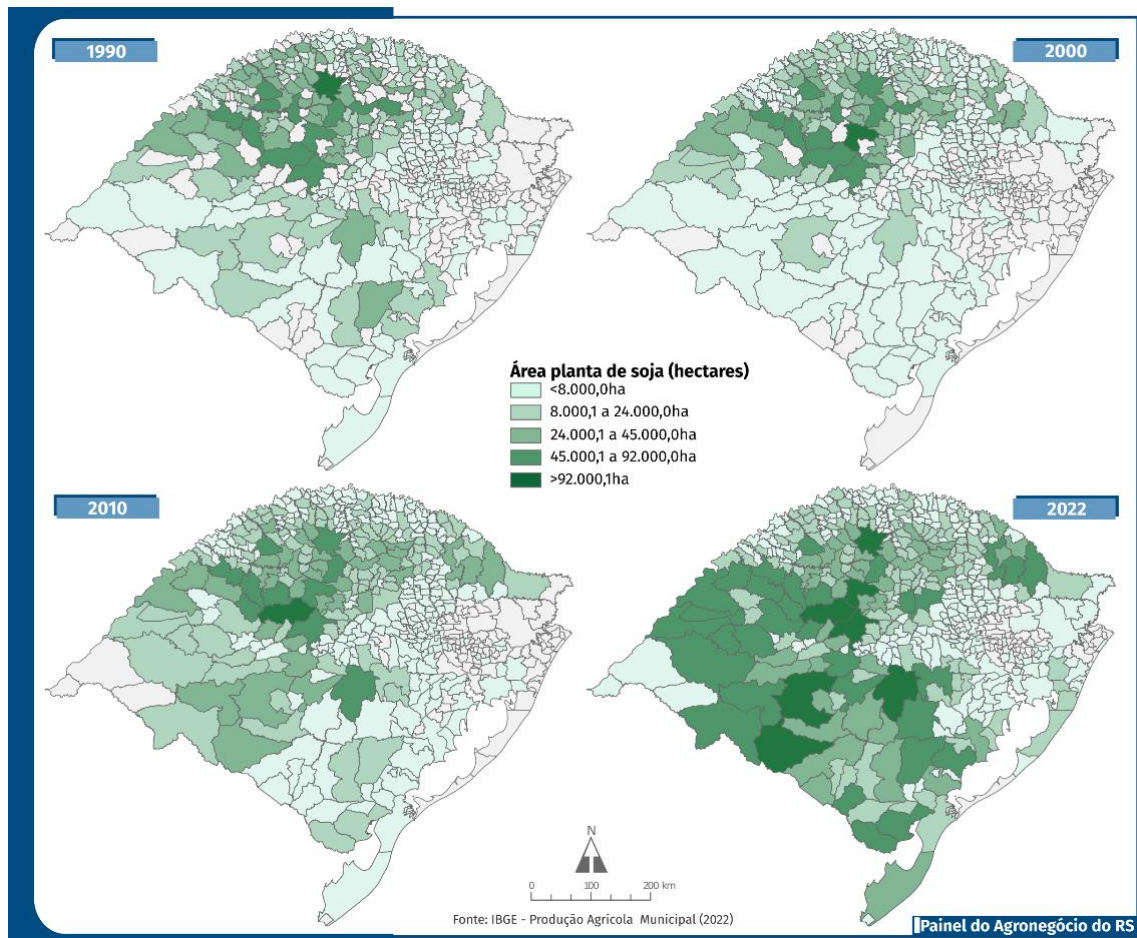 1990
2000
Área planta de soja (hectares)
<8.000,0ha
8.000,1 a 24.000,0ha
24.000,1 a 45.000,0ha
45.000,1 a 92.000,0ha
>92.000,1ha
2010
2022
N
0 100 200 km
Fonte: IBGE - Produção Agrícola Municipal (2022)
Painel do Agronegócio do RS